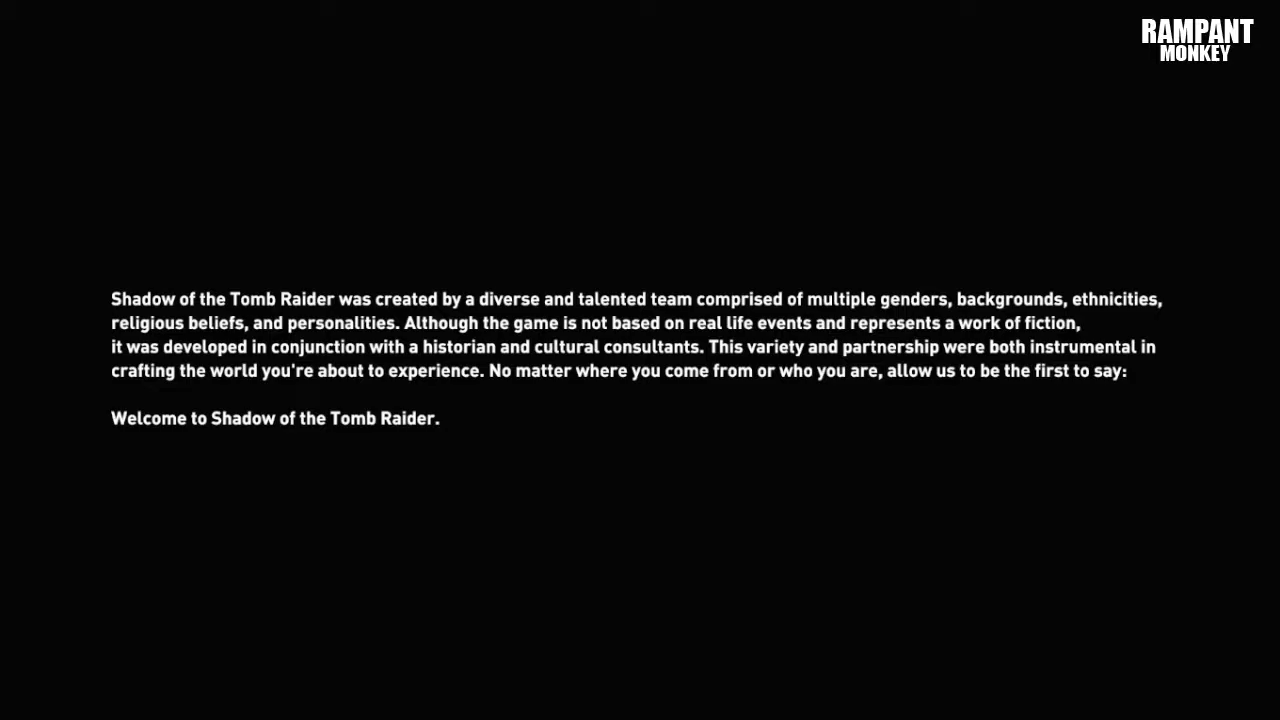 RAMPANT
MONKEY
Shadow of the Tomb Raider was created by a diverse and talented team comprised of multiple genders, backgrounds, ethnicities,
religious beliefs, and personalities. Although the game is not based on real life events and represents a work of fiction,
it was developed in conjunction with a historian and cultural consultants. This variety and partnership were both instrumental in
crafting the world you're about to experience. No matter where you come from or who you are, allow us to be the first to say:
Welcome to Shadow of the Tomb Raider.